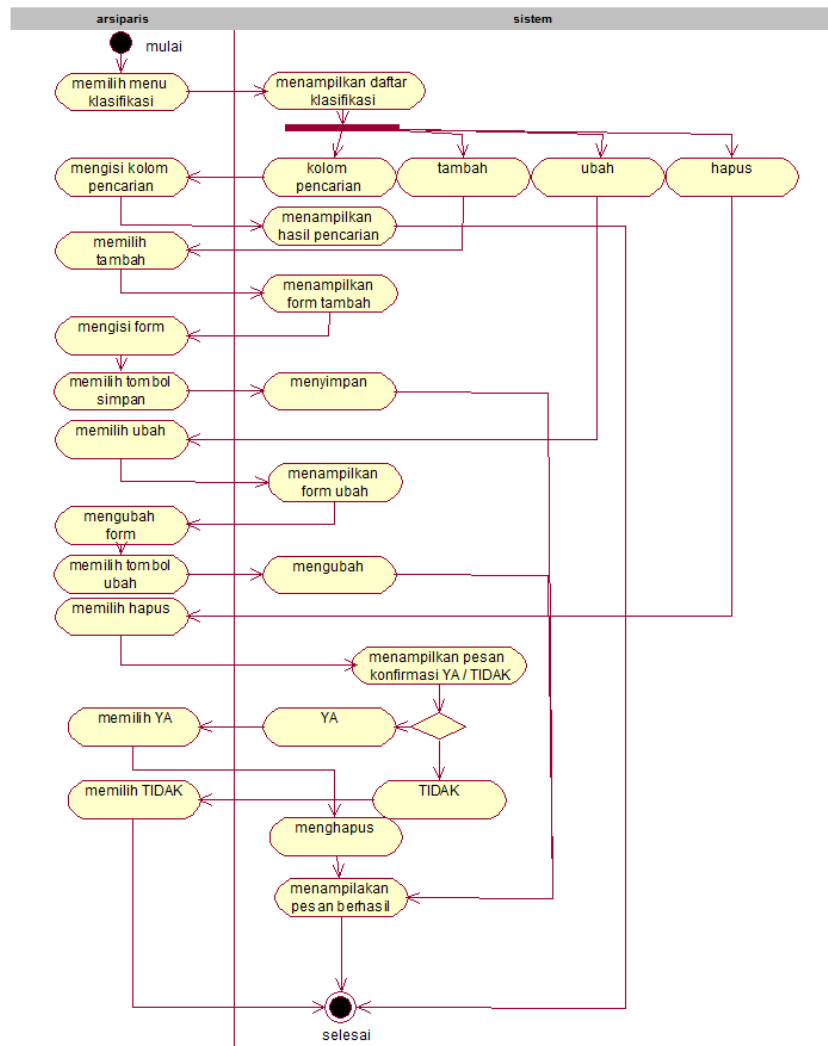 arsiparis
sistem
mulai
memilih menu
klasifikasi
menampilkan daftar
klasifikasi
mengisi kolom
pencarian
kolom
pencarian
tambah
ubah
hapus
menampilkan
hasil pencarian
memilih
tambah
menampilkan
form tambah
mengisi form
memilih tombol
simpan
menyimpan
memilih ubah
menampilkan
form ubah
mengubah
form
memilih tombol
ubah
mengubah
memilih hapus
menampilkan pesan
konfirmasi YA / TIDAK
memilih YA
YA
memilih TIDAK
TIDAK
menghapus
menampilakan
pesan berhasil
selesai